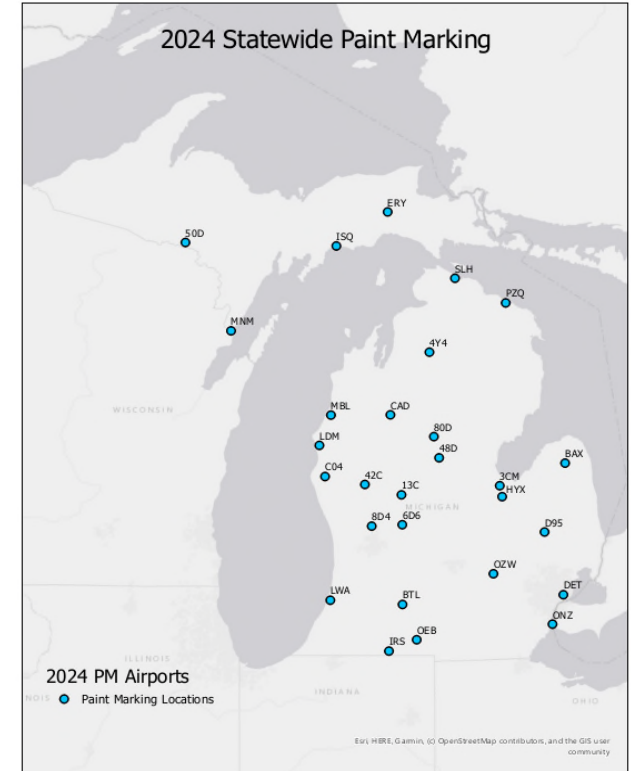 2024 Statewide Paint Marking
ERY
50D
ISQ
SLH
PZQ
MNM
4Y4
WISCONSIN
MBL
CAD
80D
LDM
48D
BAX
C04
42C
3CM
13C
HYX
MICHIGAN
8D4
6D6
D95
OZW
LWA
BTL
DET
ONZ
OEB
IRS
ILLINOIS
2024 PM Airports
INDIANA
NOIS
Paint Marking Locations
OHIO
Esri, HERE, Garmin, (c) OpenStreetMap contributors, and the GIS user
community